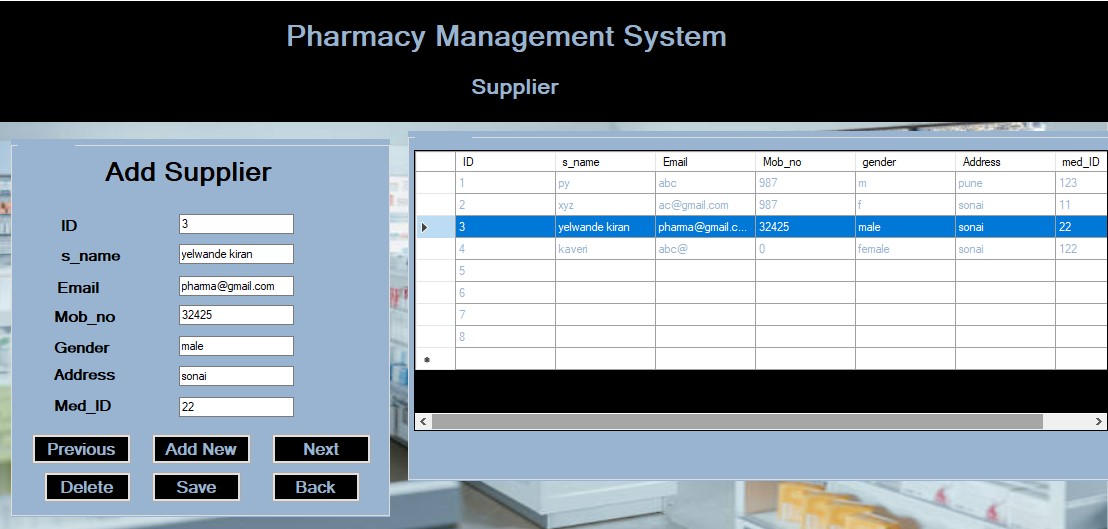 Pharmacy Management System
Supplier
Add Supplier
ID 3
s_name yelwande kiran
Email pharma@gmail.com
Mob_no 32425
Gender male
Address sonai
Med_ID 22
Previous Add New Next
Delete Save Back
ID s_name Email Mob_no gender Address med_ID
1 py abc 987 m pune 123
2 xyz ac@gmail.com 987 f sonai 11
3 yelwande kiran pharma@gmail.c... 32425 male sonai 22
4 kaveri abc@ 0 female sonai 122
5
6
7
8